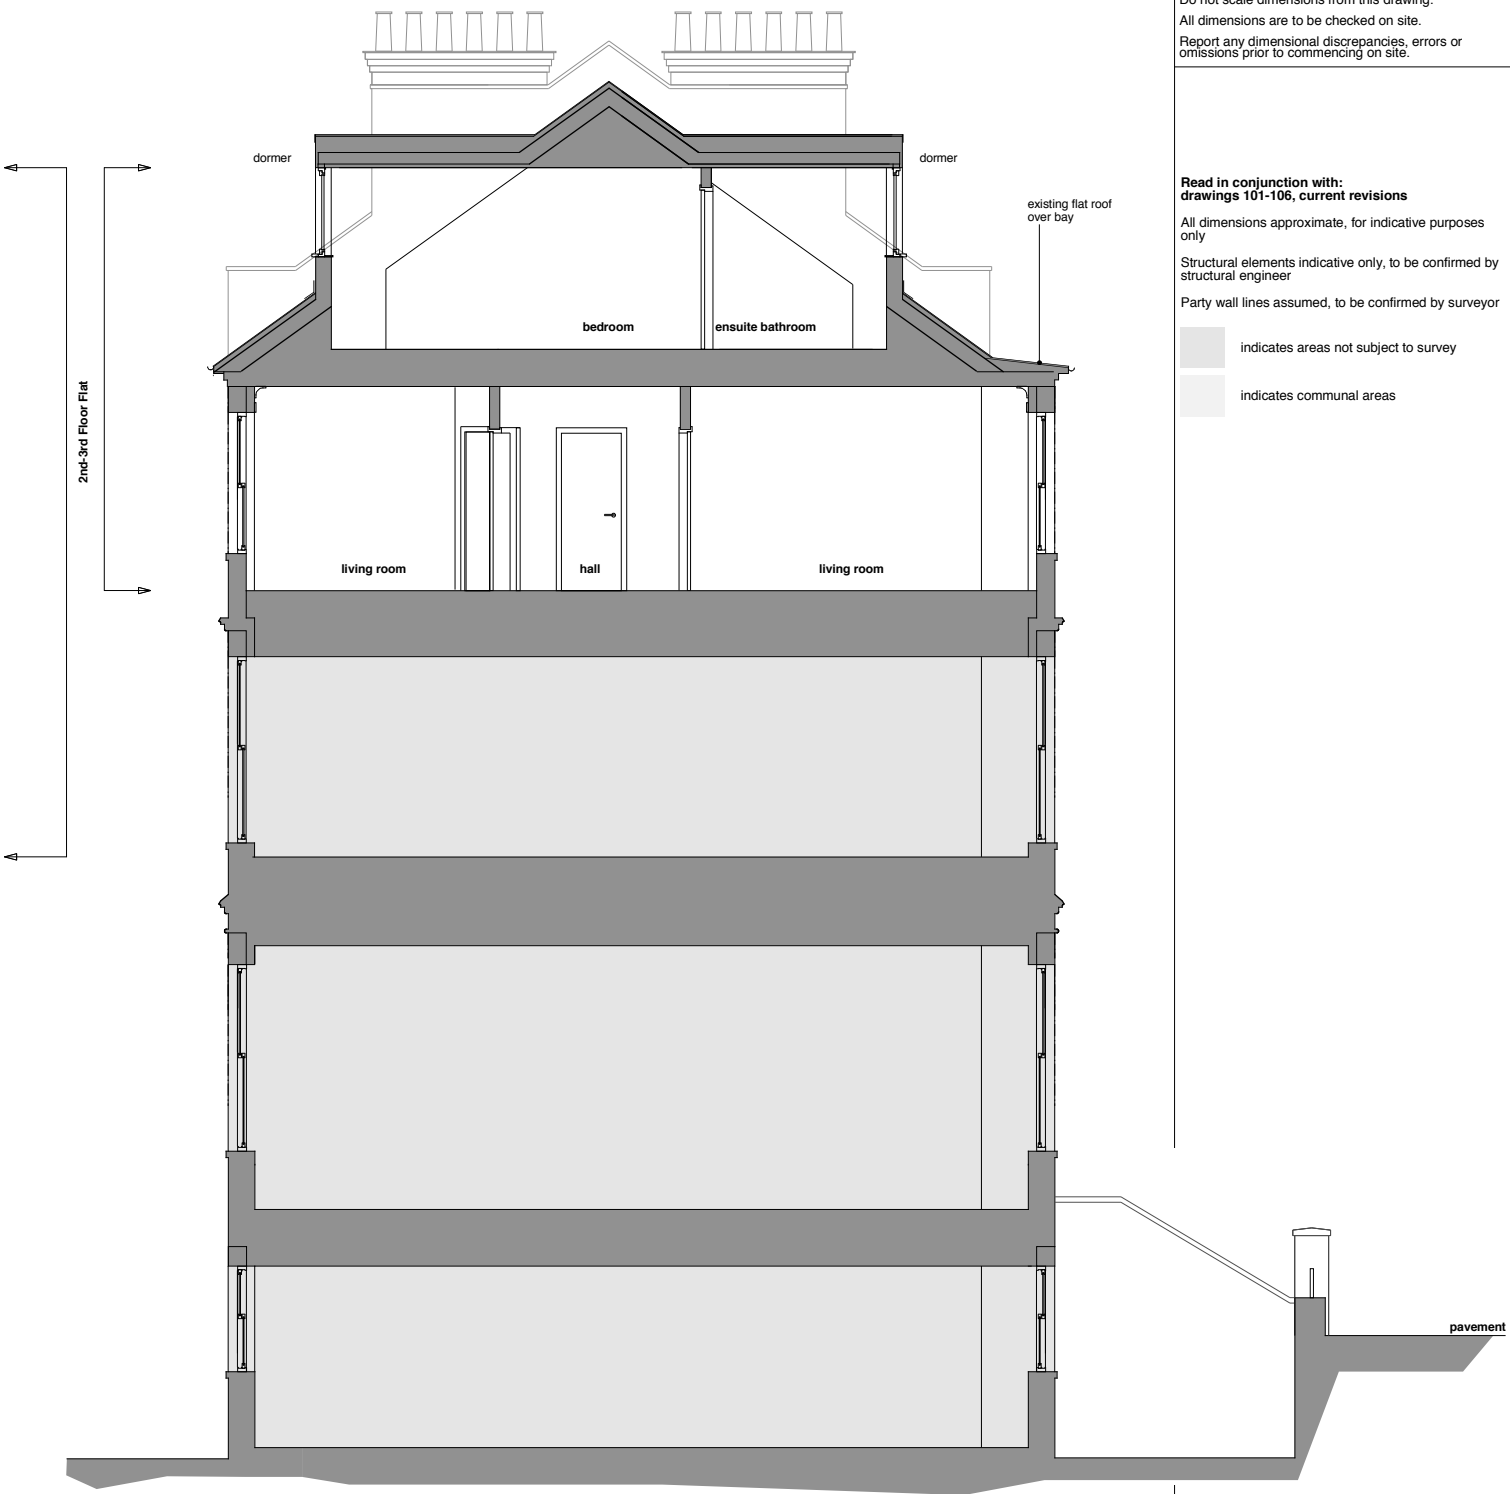 Do not scale dimensions from this drawing.
All dimensions are to be checked on site.
Report any dimensional discrepancies, errors or
omissions prior to commencing on site.
Read in conjunction with:
drawings 101-106, current revisions
All dimensions approximate, for indicative purposes
only
Structural elements indicative only, to be confirmed by
structural engineer
Party wall lines assumed, to be confirmed by surveyor
indicates areas not subject to survey
indicates communal areas
dormer
dormer
existing flat roof
over bay
bedroom
ensuite bathroom
2nd-3rd Floor Flat
living room
hall
living room
pavement